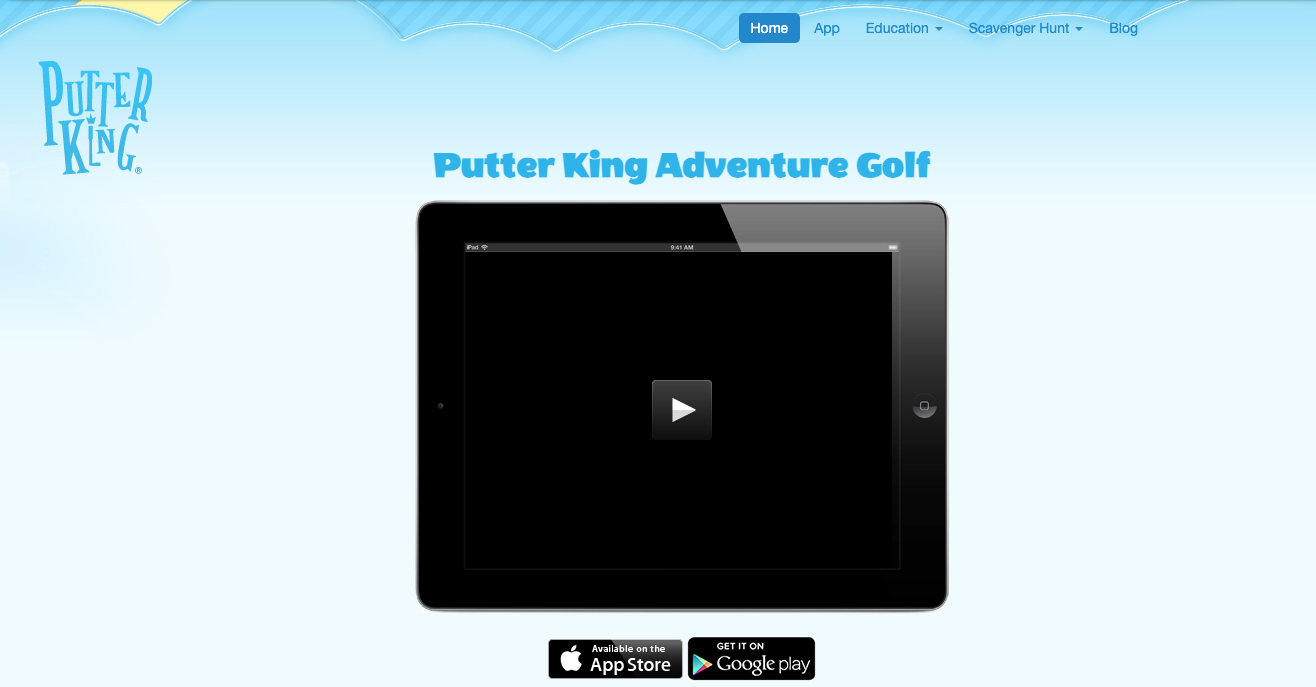 Home App Education Scavenger Hunt Blog
PUTTER
KING®
Putter King Adventure Golf
iPad 9:41 AM
Available on the
App Store
GET IT ON
Google play